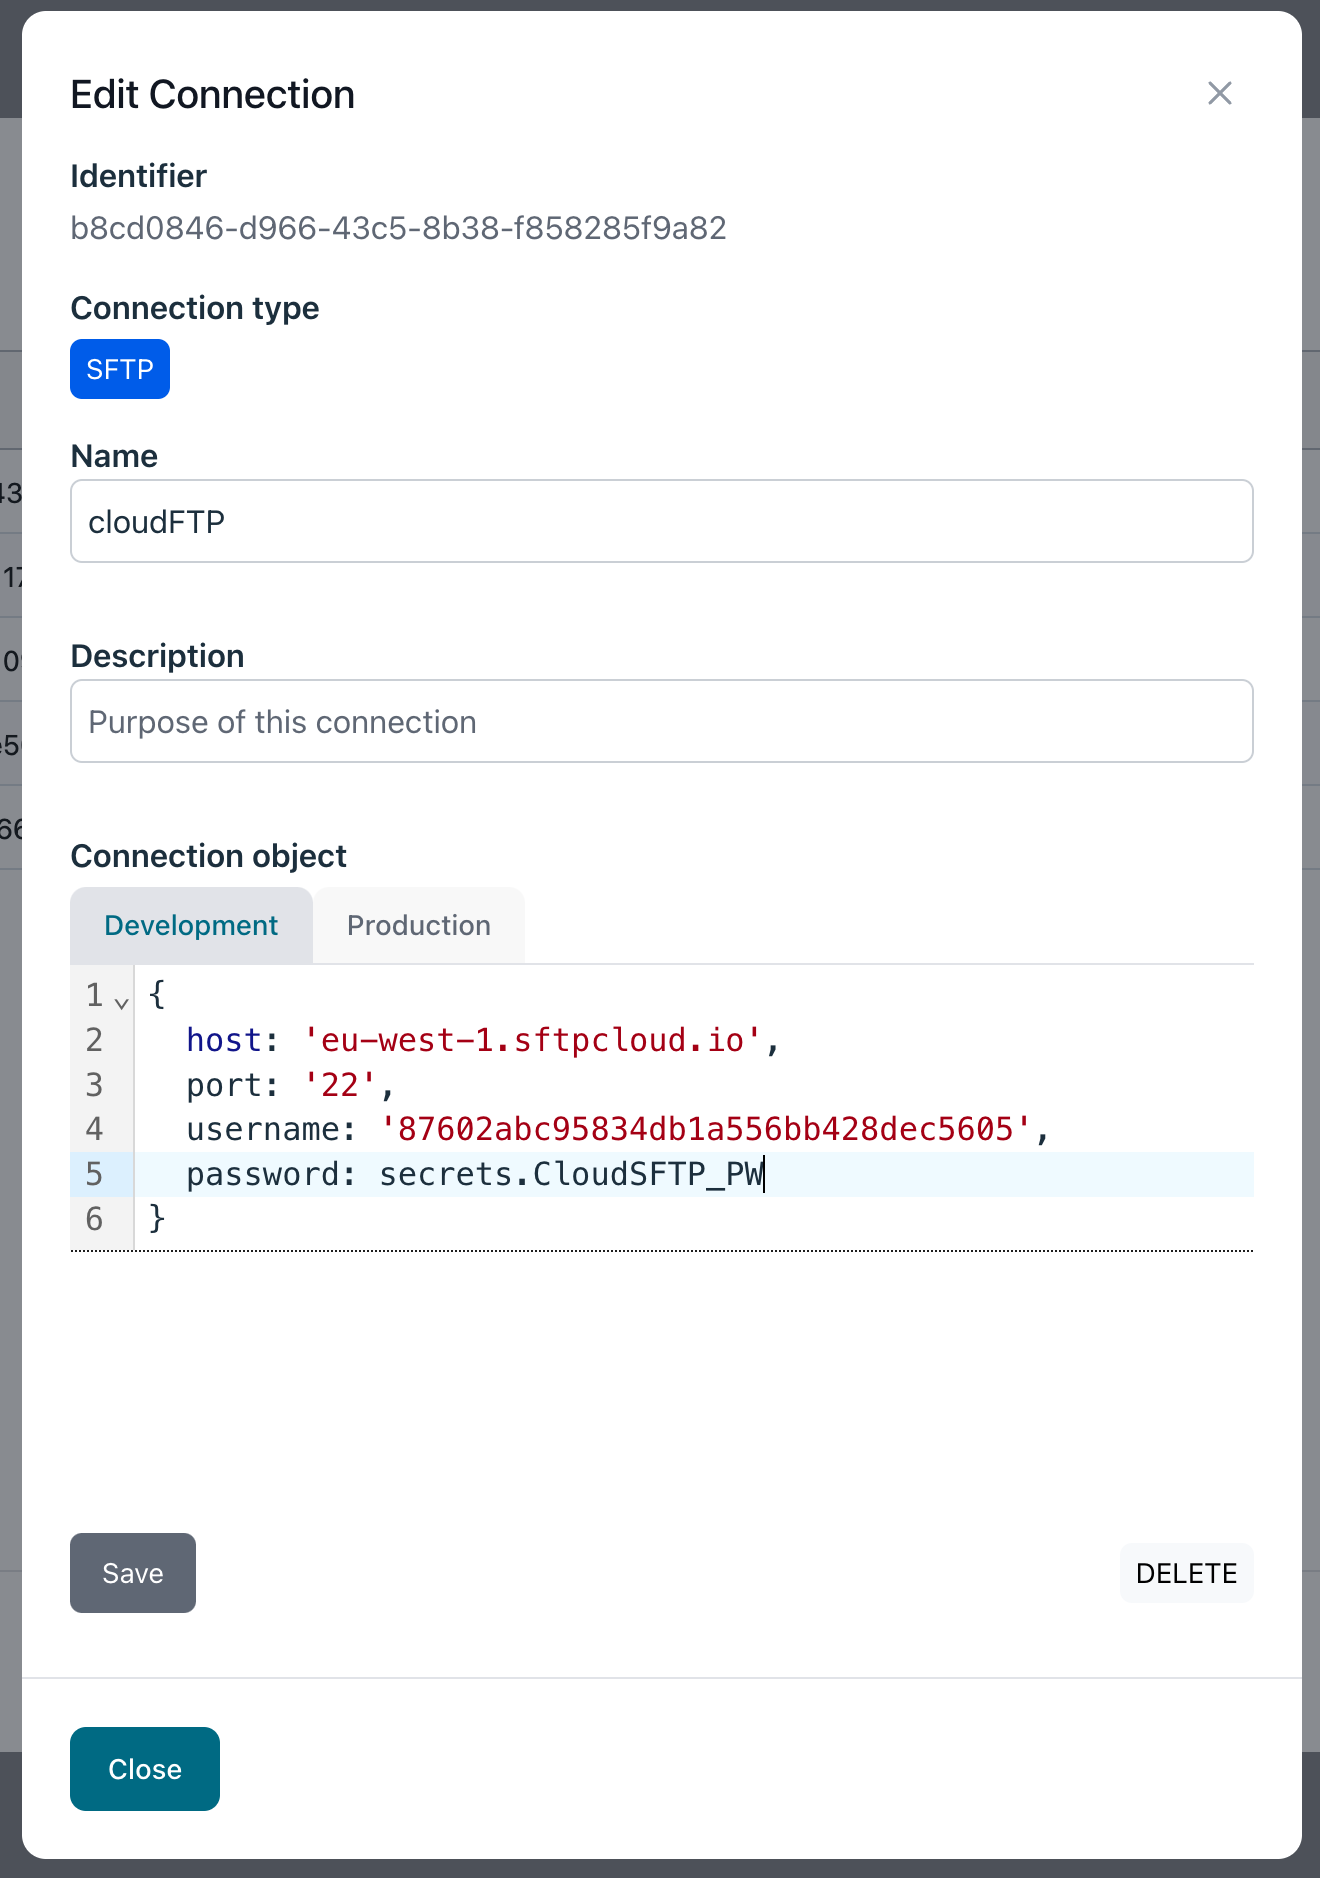 Edit Connection
Identifier
b8cd0846-d966-43c5-8b38-f858285f9a82
Connection type
SFTP
Name
cloudFTP
Description
Purpose of this connection
Connection object
Development Production
1 {
2 host: 'eu-west-1.sftpcloud.io',
3 port: '22',
4 username: '87602abc95834db1a556bb428dec5605',
5 password: secrets.CloudSFTP_PW
6 }
Save DELETE
Close